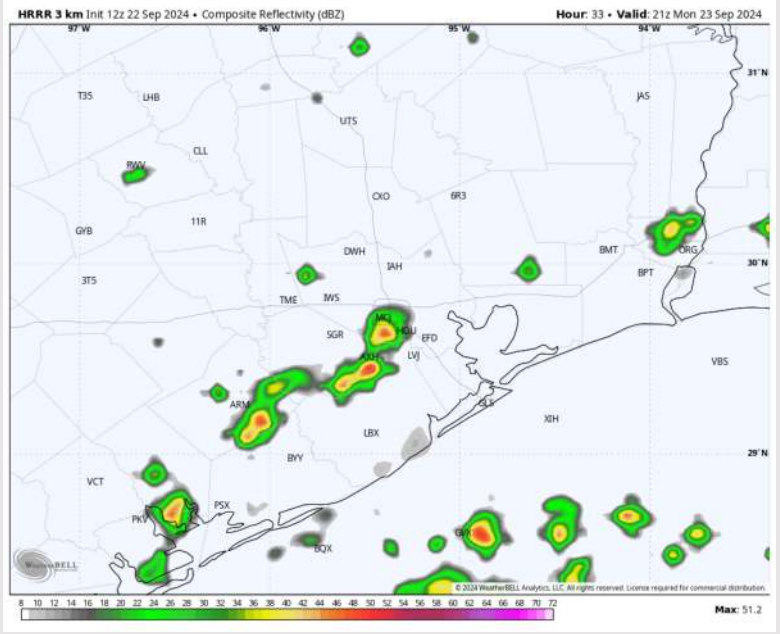 HRRR 3 km Init 12z 22 Sep 2024 • Composite Reflectivity (dBZ) Hour: 33 • Valid: 21z Mon 23 Sep 2024
97°W 96°W 95°W 94°W
31°N
T35 LHB JAS
UTS
CLL
RWV
CXO 6R3
11R
GYB
DWH BMT ORG
IAH 30°N
3T5 BPT
TME IWS
MCJ
SGR HOU EFD
AXH LVJ VBS
ARM GLS
LBX XIH
BYY 29°N
VCT
PSX
PKV
GVX
BQX
WEATHERBELL
© 2024 WeatherBELL Analytics, LLC. All rights reserved. License required for commercial distribution.
8 10 12 14 16 18 20 22 24 26 28 30 32 34 36 38 40 42 44 46 48 50 52 54 56 58 60 62 64 66 68 70 72
Max: 51.2